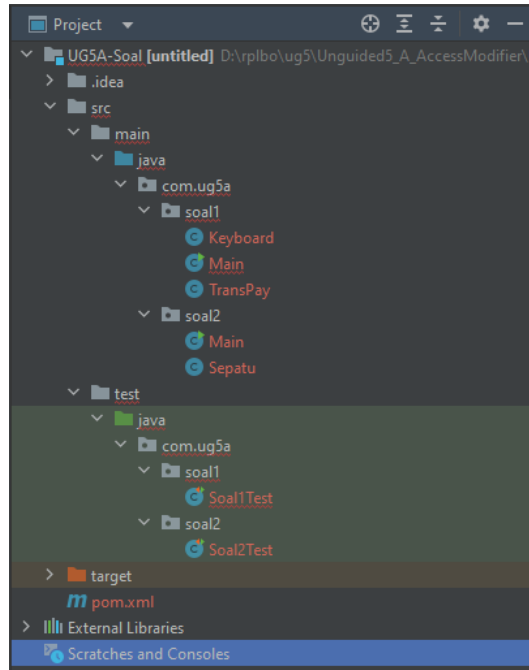 Project
UG5A-Soal [untitled] D:\rplbo\ug5\Unguided5_A_AccessModifier\
.idea
src
main
java
com.ug5a
soal1
Keyboard
Main
TransPay
soal2
Main
Sepatu
test
java
com.ug5a
soal1
Soal1Test
soal2
Soal2Test
target
m pom.xml
External Libraries
Scratches and Consoles